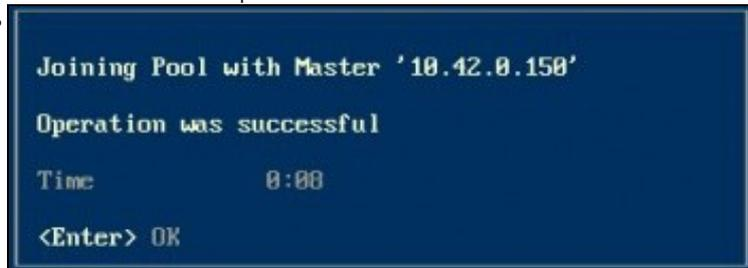 Joining Pool with Master '10.42.0.150'
Operation was successful
Time 0:08
<Enter> OK